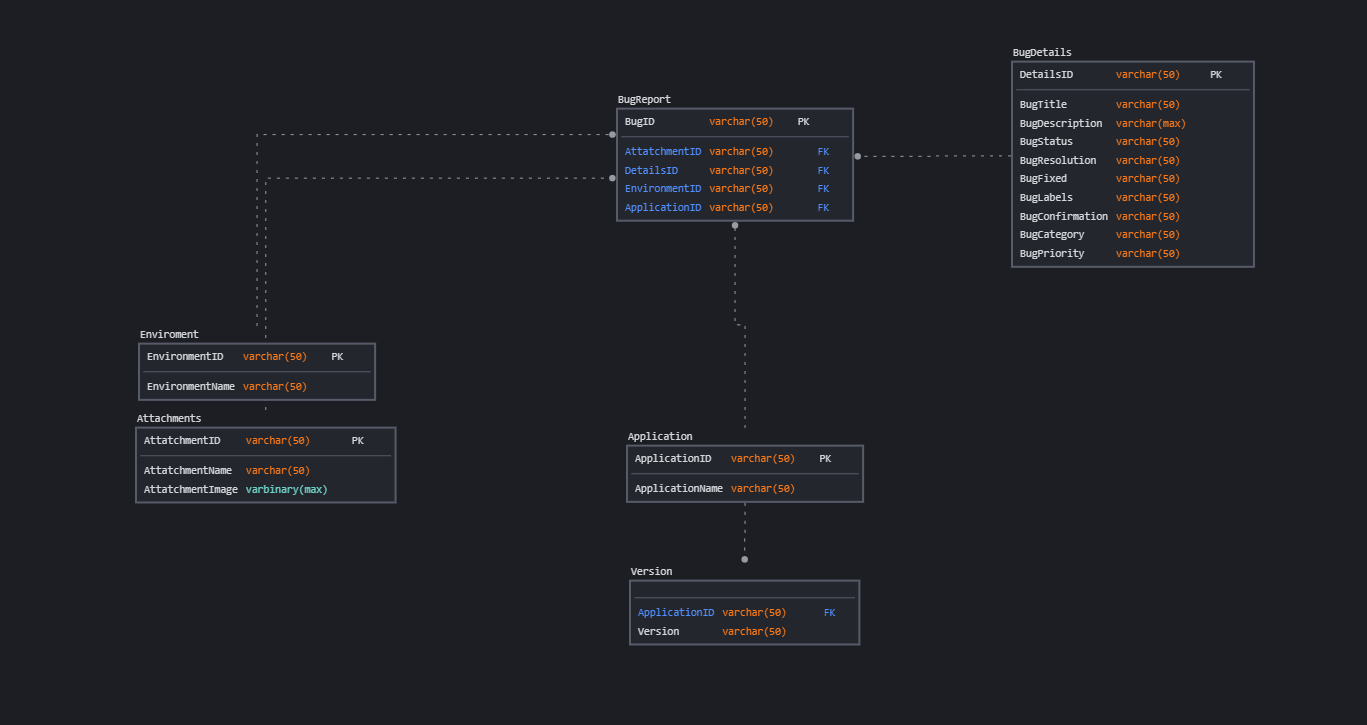 BugDetails
DetailsID varchar(50) PK
BugTitle varchar(50)
BugDescription varchar(max)
BugStatus varchar(50)
BugResolution varchar(50)
BugFixed varchar(50)
BugLabels varchar(50)
BugConfirmation varchar(50)
BugCategory varchar(50)
BugPriority varchar(50)
BugReport
BugID varchar(50) PK
AttatchmentID varchar(50) FK
DetailsID varchar(50) FK
EnvironmentID varchar(50) FK
ApplicationID varchar(50) FK
Enviroment
EnvironmentID varchar(50) PK
EnvironmentName varchar(50)
Attachments
AttatchmentID varchar(50) PK
AttatchmentName varchar(50)
AttatchmentImage varbinary(max)
Application
ApplicationID varchar(50) PK
ApplicationName varchar(50)
Version
ApplicationID varchar(50) FK
Version varchar(50)